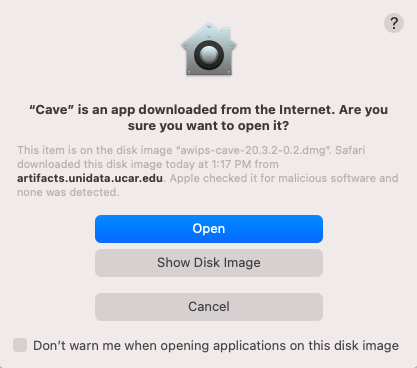 ?
“Cave” is an app downloaded from the Internet. Are you
sure you want to open it?
This item is on the disk image “awips-cave-20.3.2-0.2.dmg”. Safari
downloaded this disk image today at 1:17 PM from
artifacts.unidata.ucar.edu. Apple checked it for malicious software and
none was detected.
Open
Show Disk Image
Cancel
Don’t warn me when opening applications on this disk image